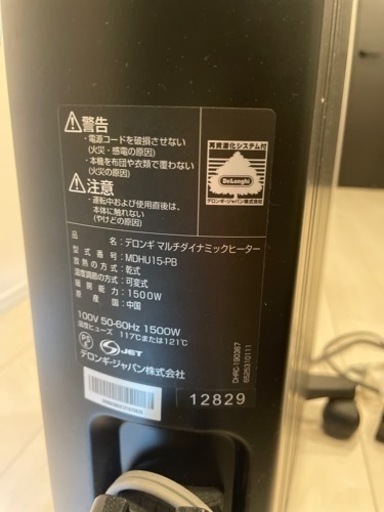 ⚠警告
・電源コードを破損させない
(火災・感電の原因)
・本機を布団や衣類で覆わない
(火災の原因)
⚠注意
・運転中および使用直後は、
本体に触れない
(やけどの原因)
再資源化システム付
DeLonghi
デロンギ・ジャパン株式会社
品名：デロンギ マルチダイナミックヒーター
型式番号：MDHU15-PB
放熱の方式：乾式
温度調節の方式：可変式
暖房能力：1500W
原産国：中国
100V 50-60Hz 1500W
温度ヒューズ 117℃または121℃
PSE JET
デロンギ・ジャパン株式会社
12829
6525310111